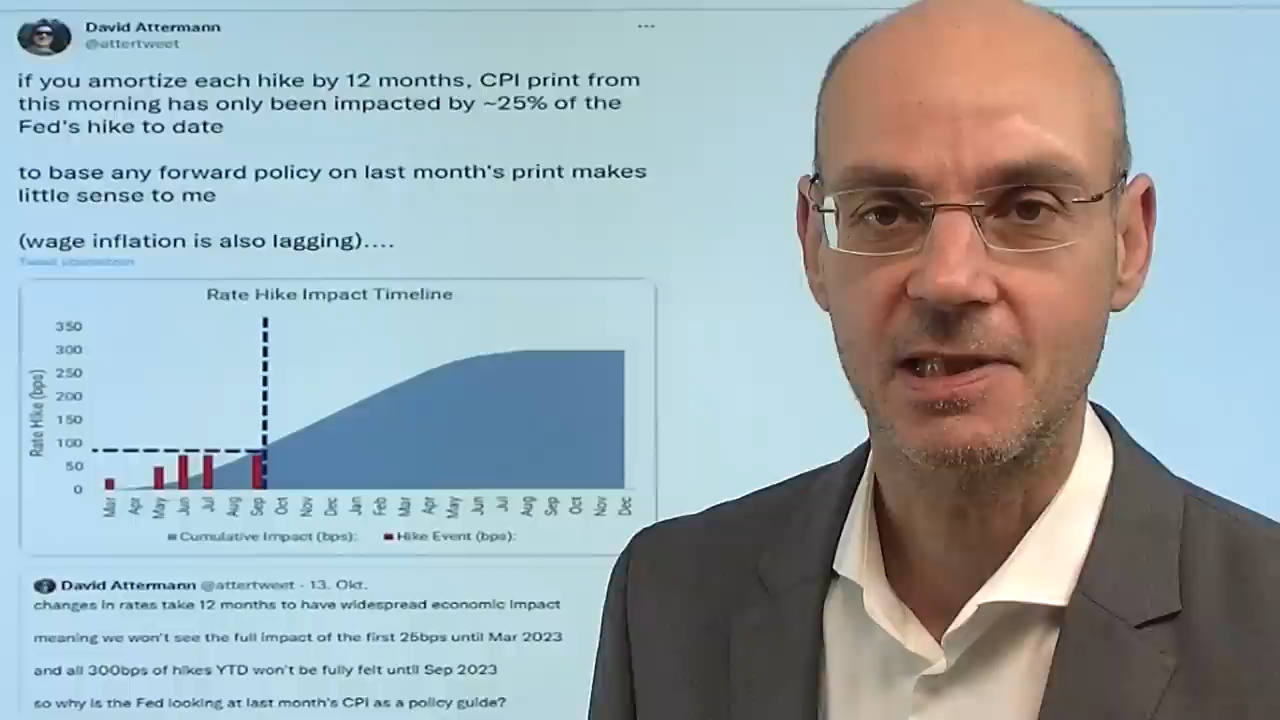 David Attermann
@attertweet
...
if you amortize each hike by 12 months, CPI print from
this morning has only been impacted by ~25% of the
Fed's hike to date
to base any forward policy on last month's print makes
little sense to me
(wage inflation is also lagging)....
Tweet übersetzen
Rate Hike Impact Timeline
Rate Hike (bps)
350
300
250
200
150
100
50
0
Mar Apr May Jun Jul Aug Sep Oct Nov Dec Jan Feb Mar Apr May Jun Jul Aug Sep Oct Nov Dec
Cumulative Impact (bps): Hike Event (bps):
David Attermann @attertweet · 13. Okt.
changes in rates take 12 months to have widespread economic impact
meaning we won't see the full impact of the first 25bps until Mar 2023
and all 300bps of hikes YTD won't be fully felt until Sep 2023
so why is the Fed looking at last month's CPI as a policy guide?